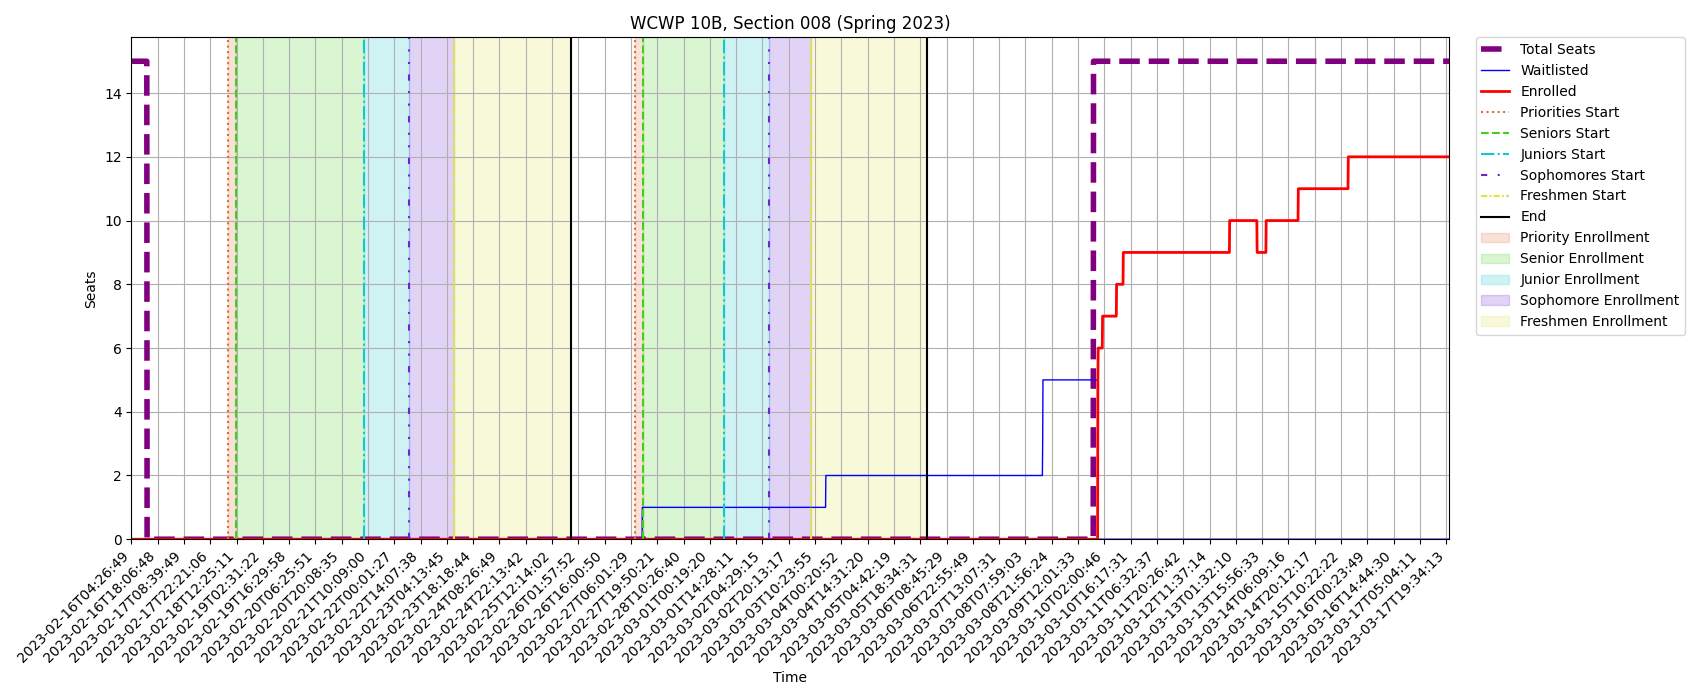 WCWP 10B, Section 008 (Spring 2023)
Seats
14
12
10
8
6
4
2
0
2023-02-16T04:26:49
2023-02-16T18:06:48
2023-02-17T08:39:49
2023-02-17T22:21:06
2023-02-18T12:25:11
2023-02-19T02:31:22
2023-02-19T16:29:58
2023-02-20T06:25:51
2023-02-20T20:08:35
2023-02-21T10:09:00
2023-02-22T00:01:27
2023-02-22T14:07:38
2023-02-23T04:13:45
2023-02-23T18:18:44
2023-02-24T08:26:49
2023-02-24T22:13:42
2023-02-25T12:14:02
2023-02-26T01:57:52
2023-02-26T16:00:50
2023-02-27T06:01:29
2023-02-27T19:50:21
2023-02-28T10:26:40
2023-03-01T00:19:20
2023-03-01T14:28:11
2023-03-02T04:29:15
2023-03-02T20:13:17
2023-03-03T10:23:55
2023-03-04T00:20:52
2023-03-04T14:31:20
2023-03-05T04:42:19
2023-03-05T18:34:31
2023-03-06T08:45:29
2023-03-06T22:55:49
2023-03-07T13:07:31
2023-03-08T07:59:03
2023-03-08T21:56:24
2023-03-09T12:01:33
2023-03-10T02:00:46
2023-03-10T16:17:31
2023-03-11T06:32:37
2023-03-11T20:26:42
2023-03-12T11:37:14
2023-03-13T01:32:10
2023-03-13T15:56:33
2023-03-14T06:09:16
2023-03-14T20:12:17
2023-03-15T10:22:22
2023-03-16T00:23:49
2023-03-16T14:44:30
2023-03-17T05:04:11
2023-03-17T19:34:13
Time
Total Seats
Waitlisted
Enrolled
Priorities Start
Seniors Start
Juniors Start
Sophomores Start
Freshmen Start
End
Priority Enrollment
Senior Enrollment
Junior Enrollment
Sophomore Enrollment
Freshmen Enrollment